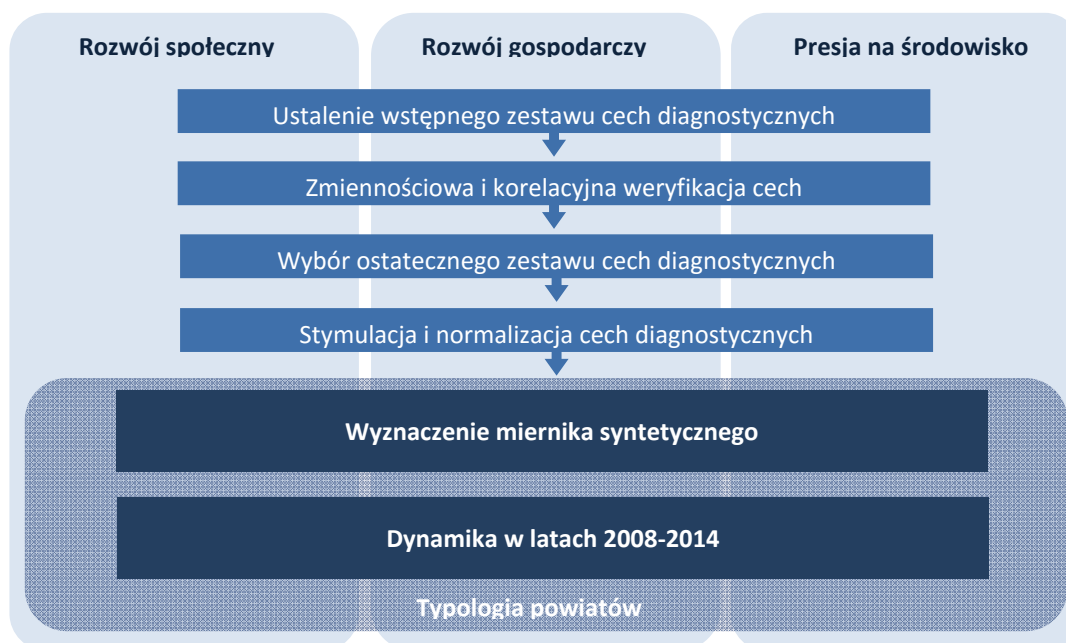 Rozwój społeczny
Rozwój gospodarczy
Presja na środowisko
Ustalenie wstępnego zestawu cech diagnostycznych
Zmiennościowa i korelacyjna weryfikacja cech
Wybór ostatecznego zestawu cech diagnostycznych
Stymulacja i normalizacja cech diagnostycznych
Wyznaczenie miernika syntetycznego
Dynamika w latach 2008-2014
Typologia powiatów